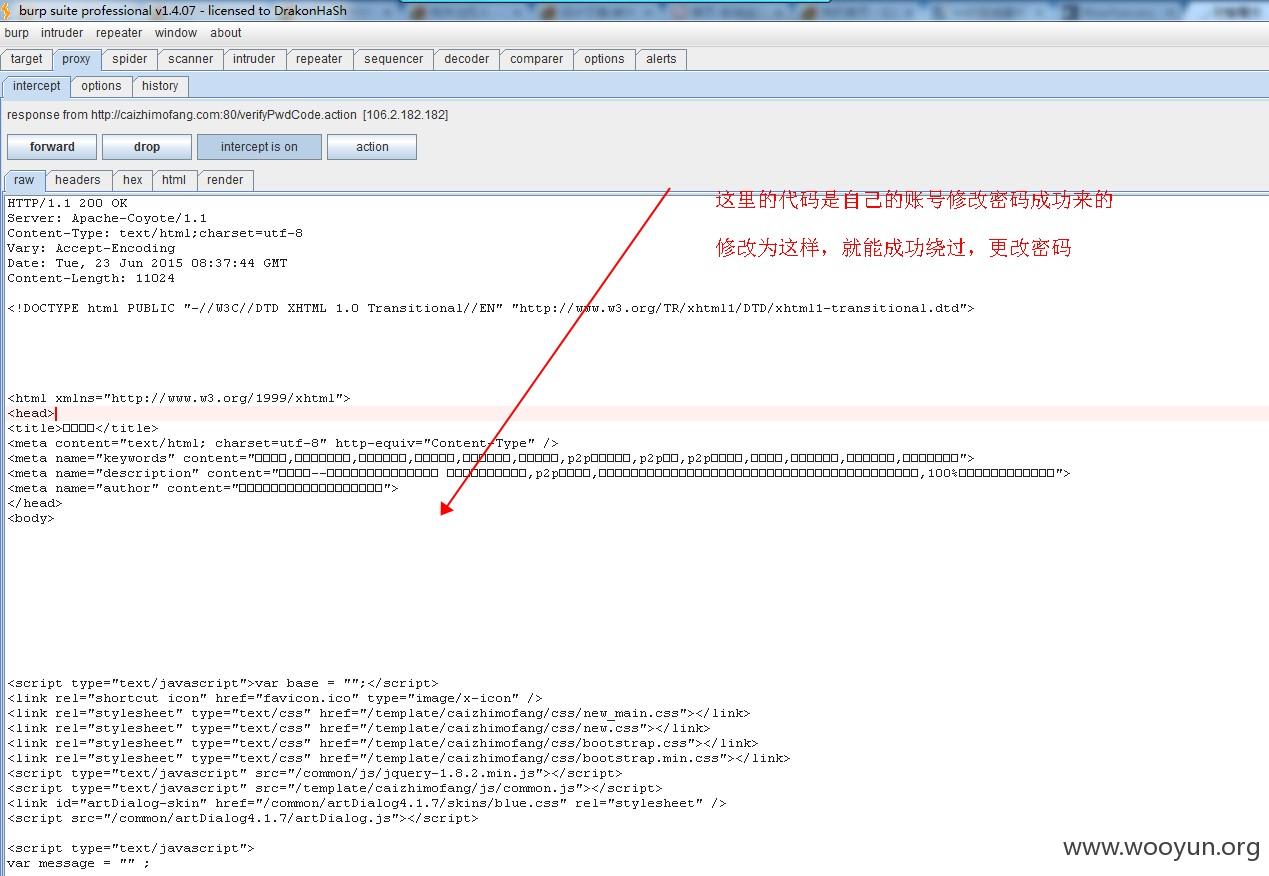 burp suite professional v1.4.07 - licensed to DrakonHaSh
burp intruder repeater window about
target proxy spider scanner intruder repeater sequencer decoder comparer options alerts
intercept options history
response from http://caizhimofang.com:80/verifyPwdCode.action [106.2.182.182]
forward drop intercept is on action
raw headers hex html render
这里的代码是自己的账号修改密码成功来的
修改为这样，就能成功绕过，更改密码
HTTP/1.1 200 OK
Server: Apache-Coyote/1.1
Content-Type: text/html;charset=utf-8
Vary: Accept-Encoding
Date: Tue, 23 Jun 2015 08:37:44 GMT
Content-Length: 11024
<!DOCTYPE html PUBLIC "-//W3C//DTD XHTML 1.0 Transitional//EN" "http://www.w3.org/TR/xhtml1/DTD/xhtml1-transitional.dtd">
<html xmlns="http://www.w3.org/1999/xhtml">
<head>
<title>□□□□</title>
<meta content="text/html; charset=utf-8" http-equiv="Content-Type" />
<meta name="keywords" content="□□□□,□□□□□□□,□□□□□□,□□□□□,□□□□□□,□□□□□,p2p□□□□□,p2p□□,p2p□□□□,□□□□,□□□□□□,□□□□□□,□□□□□□□">
<meta name="description" content="□□□□--□□□□□□□□□□□□□□ □□□□□□□□□□,p2p□□□□,□□□□□□□□□□□□□□□□□□□□□□□□□□□□□□□□□□□□□□□□,100%□□□□□□□□□□□□">
<meta name="author" content="□□□□□□□□□□□□□□□□□□">
</head>
<body>
<script type="text/javascript">var base = "";</script>
<link rel="shortcut icon" href="favicon.ico" type="image/x-icon" />
<link rel="stylesheet" type="text/css" href="/template/caizhimofang/css/new_main.css"></link>
<link rel="stylesheet" type="text/css" href="/template/caizhimofang/css/new.css"></link>
<link rel="stylesheet" type="text/css" href="/template/caizhimofang/css/bootstrap.css"></link>
<link rel="stylesheet" type="text/css" href="/template/caizhimofang/css/bootstrap.min.css"></link>
<script type="text/javascript" src="/common/js/jquery-1.8.2.min.js"></script>
<script type="text/javascript" src="/template/caizhimofang/js/common.js"></script>
<link id="artDialog-skin" href="/common/artDialog4.1.7/skins/blue.css" rel="stylesheet" />
<script src="/common/artDialog4.1.7/artDialog.js"></script>
<script type="text/javascript">
var message = "" ;
www.wooyun.org